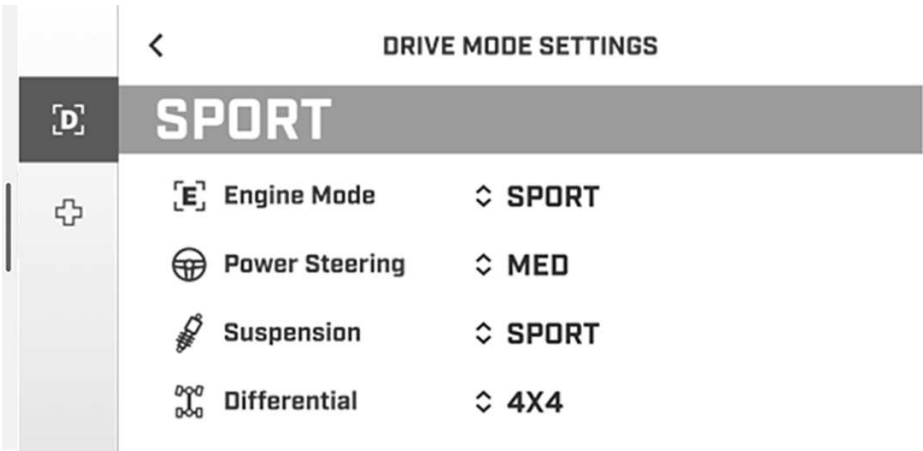 DRIVE MODE SETTINGS
D
SPORT
E Engine Mode SPORT
Power Steering MED
Suspension SPORT
Differential 4X4